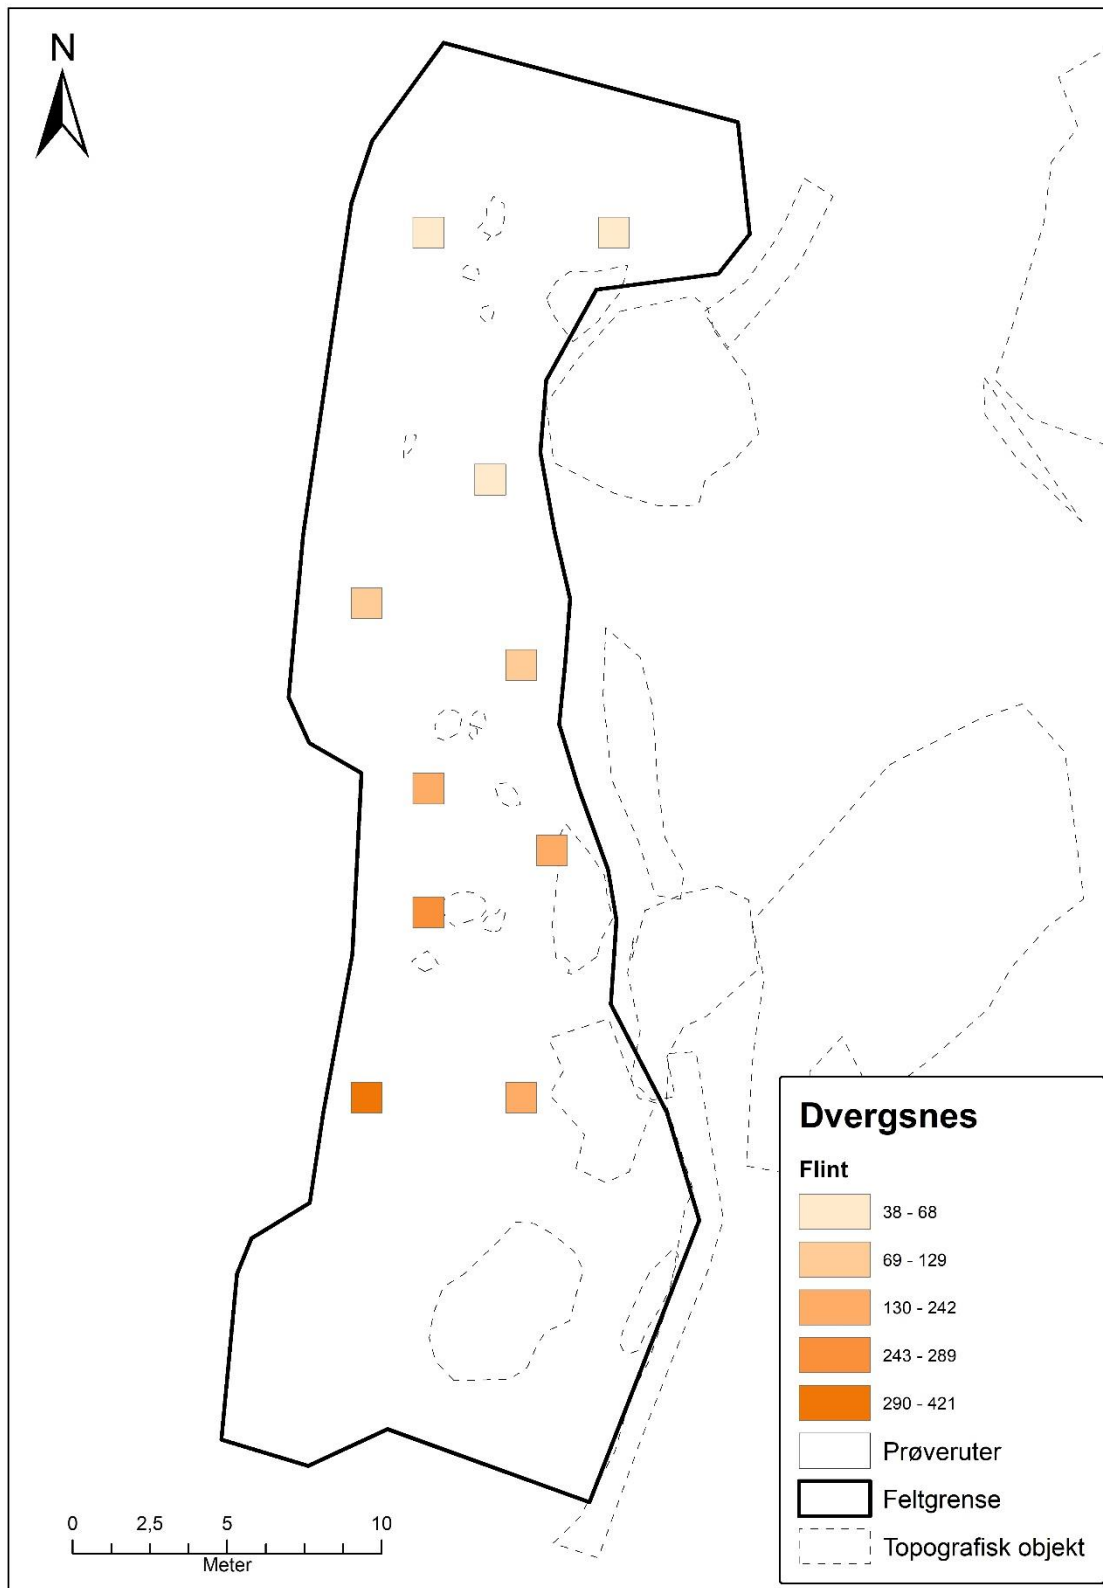 N
Dvergsnes
Flint
38 - 68
69 - 129
130 - 242
243 - 289
290 - 421
Prøveruter
Feltgrense
Topografisk objekt
0 2,5 5 10
Meter